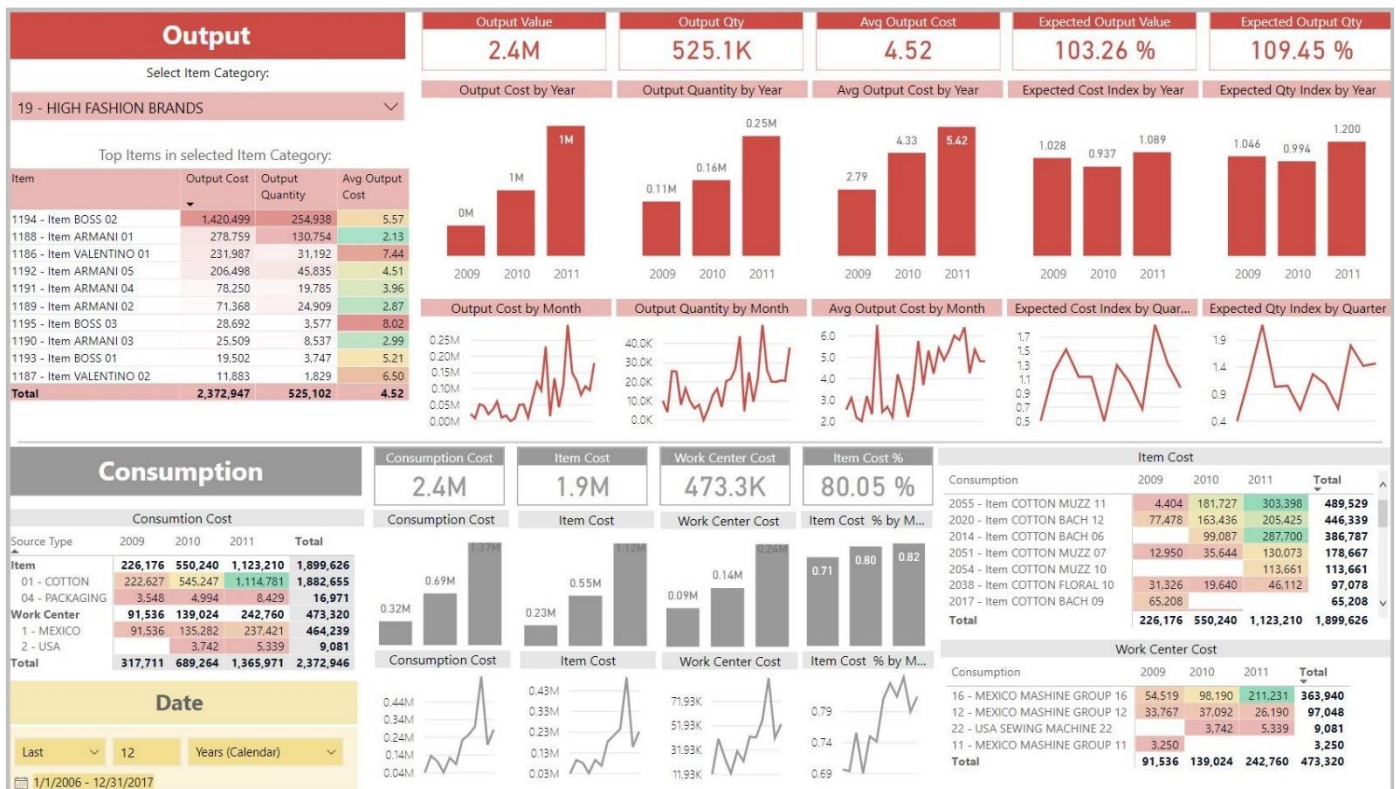 Output
Select Item Category:
19 - HIGH FASHION BRANDS
Top Items in selected Item Category:
Item Output Cost Output Quantity Avg Output Cost
1194 - Item BOSS 02 1,420,499 254,938 5.57
1188 - Item ARMANI 01 278,759 130,754 2.13
1186 - Item VALENTINO 01 231,987 31,192 7.44
1192 - Item ARMANI 05 206,498 45,835 4.51
1191 - Item ARMANI 04 78,250 19,785 3.96
1189 - Item ARMANI 02 71,368 24,909 2.87
1195 - Item BOSS 03 28,692 3,577 8.02
1190 - Item ARMANI 03 25,509 8,537 2.99
1193 - Item BOSS 01 19,502 3,747 5.21
1187 - Item VALENTINO 02 11,883 1,829 6.50
Total 2,372,947 525,102 4.52
Output Value
2.4M
Output Qty
525.1K
Avg Output Cost
4.52
Expected Output Value
103.26 %
Expected Output Qty
109.45 %
Output Cost by Year
0M 1M 1M
2009 2010 2011
Output Quantity by Year
0.11M 0.16M 0.25M
2009 2010 2011
Avg Output Cost by Year
2.79 4.33 5.42
2009 2010 2011
Expected Cost Index by Year
1.028 0.937 1.089
2009 2010 2011
Expected Qty Index by Year
1.046 0.994 1.200
2009 2010 2011
Output Cost by Month
0.25M
0.20M
0.15M
0.10M
0.05M
0.00M
Output Quantity by Month
40.0K
30.0K
20.0K
10.0K
0.0K
Avg Output Cost by Month
6.0
5.0
4.0
3.0
2.0
Expected Cost Index by Quar...
1.7
1.5
1.3
1.1
0.9
0.7
0.5
Expected Qty Index by Quarter
1.9
1.4
0.9
0.4
Consumption
Consumtion Cost
Source Type 2009 2010 2011 Total
Item 226,176 550,240 1,123,210 1,899,626
01 - COTTON 222,627 545,247 1,114,781 1,882,655
04 - PACKAGING 3,548 4,994 8,429 16,971
Work Center 91,536 139,024 242,760 473,320
1 - MEXICO 91,536 135,282 237,421 464,239
2 - USA 3,742 5,339 9,081
Total 317,711 689,264 1,365,971 2,372,946
Date
Last 12 Years (Calendar)
1/1/2006 - 12/31/2017
Consumption Cost
2.4M
Item Cost
1.9M
Work Center Cost
473.3K
Item Cost %
80.05 %
Consumption Cost
0.32M 0.69M 1.37M
Item Cost
0.23M 0.55M 1.12M
Work Center Cost
0.09M 0.14M 0.24M
Item Cost % by M...
0.71 0.80 0.82
Consumption Cost
0.44M
0.34M
0.24M
0.14M
0.04M
Item Cost
0.43M
0.33M
0.23M
0.13M
0.03M
Work Center Cost
71.93K
51.93K
31.93K
11.93K
Item Cost % by M...
0.79
0.74
0.69
Item Cost
Consumption 2009 2010 2011 Total
2055 - Item COTTON MUZZ 11 4,404 181,727 303,398 489,529
2020 - Item COTTON BACH 12 77,478 163,436 205,425 446,339
2014 - Item COTTON BACH 06 99,087 287,700 386,787
2051 - Item COTTON MUZZ 07 12,950 35,644 130,073 178,667
2054 - Item COTTON MUZZ 10 113,661 113,661
2038 - Item COTTON FLORAL 10 31,326 19,640 46,112 97,078
2017 - Item COTTON BACH 09 65,208 65,208
Total 226,176 550,240 1,123,210 1,899,626
Work Center Cost
Consumption 2009 2010 2011 Total
16 - MEXICO MASHINE GROUP 16 54,519 98,190 211,231 363,940
12 - MEXICO MASHINE GROUP 12 33,767 37,092 26,190 97,048
22 - USA SEWING MACHINE 22 3,742 5,339 9,081
11 - MEXICO MASHINE GROUP 11 3,250 3,250
Total 91,536 139,024 242,760 473,320